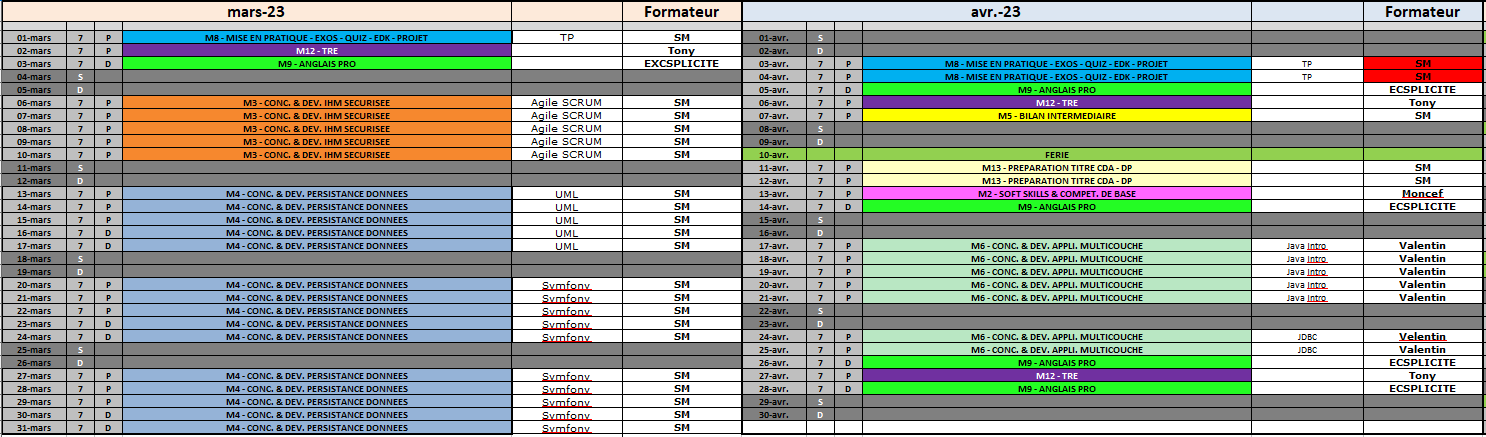 mars-23 Formateur
01-mars 7 P M8 - MISE EN PRATIQUE - EXOS - QUIZ - EDK - PROJET TP SM
02-mars 7 P M12 - TRE Tony
03-mars 7 D M9 - ANGLAIS PRO EXCSPLICITE
04-mars S
05-mars D
06-mars 7 P M3 - CONC. & DEV. IHM SECURISEE Agile SCRUM SM
07-mars 7 P M3 - CONC. & DEV. IHM SECURISEE Agile SCRUM SM
08-mars 7 P M3 - CONC. & DEV. IHM SECURISEE Agile SCRUM SM
09-mars 7 P M3 - CONC. & DEV. IHM SECURISEE Agile SCRUM SM
10-mars 7 P M3 - CONC. & DEV. IHM SECURISEE Agile SCRUM SM
11-mars S
12-mars D
13-mars 7 P M4 - CONC. & DEV. PERSISTANCE DONNEES UML SM
14-mars 7 P M4 - CONC. & DEV. PERSISTANCE DONNEES UML SM
15-mars 7 P M4 - CONC. & DEV. PERSISTANCE DONNEES UML SM
16-mars 7 D M4 - CONC. & DEV. PERSISTANCE DONNEES UML SM
17-mars 7 D M4 - CONC. & DEV. PERSISTANCE DONNEES UML SM
18-mars S
19-mars D
20-mars 7 P M4 - CONC. & DEV. PERSISTANCE DONNEES Symfony SM
21-mars 7 P M4 - CONC. & DEV. PERSISTANCE DONNEES Symfony SM
22-mars 7 P M4 - CONC. & DEV. PERSISTANCE DONNEES Symfony SM
23-mars 7 D M4 - CONC. & DEV. PERSISTANCE DONNEES Symfony SM
24-mars 7 D M4 - CONC. & DEV. PERSISTANCE DONNEES Symfony SM
25-mars S
26-mars D
27-mars 7 P M4 - CONC. & DEV. PERSISTANCE DONNEES Symfony SM
28-mars 7 P M4 - CONC. & DEV. PERSISTANCE DONNEES Symfony SM
29-mars 7 P M4 - CONC. & DEV. PERSISTANCE DONNEES Symfony SM
30-mars 7 D M4 - CONC. & DEV. PERSISTANCE DONNEES Symfony SM
31-mars 7 D M4 - CONC. & DEV. PERSISTANCE DONNEES Symfony SM
avr.-23 Formateur
01-avr. S
02-avr. D
03-avr. 7 P M8 - MISE EN PRATIQUE - EXOS - QUIZ - EDK - PROJET TP SM
04-avr. 7 P M8 - MISE EN PRATIQUE - EXOS - QUIZ - EDK - PROJET TP SM
05-avr. 7 D M9 - ANGLAIS PRO ECSPLICITE
06-avr. 7 P M12 - TRE Tony
07-avr. 7 P M5 - BILAN INTERMEDIAIRE SM
08-avr. S
09-avr. D
10-avr. FERIE
11-avr. 7 P M13 - PREPARATION TITRE CDA - DP SM
12-avr. 7 P M13 - PREPARATION TITRE CDA - DP SM
13-avr. 7 P M2 - SOFT SKILLS & COMPET. DE BASE Moncef
14-avr. 7 D M9 - ANGLAIS PRO ECSPLICITE
15-avr. S
16-avr. D
17-avr. 7 P M6 - CONC. & DEV. APPLI. MULTICOUCHE Java Intro Valentin
18-avr. 7 P M6 - CONC. & DEV. APPLI. MULTICOUCHE Java Intro Valentin
19-avr. 7 P M6 - CONC. & DEV. APPLI. MULTICOUCHE Java Intro Valentin
20-avr. 7 P M6 - CONC. & DEV. APPLI. MULTICOUCHE Java Intro Valentin
21-avr. 7 P M6 - CONC. & DEV. APPLI. MULTICOUCHE Java Intro Valentin
22-avr. S
23-avr. D
24-avr. 7 P M6 - CONC. & DEV. APPLI. MULTICOUCHE JDBC Velentin
25-avr. 7 P M6 - CONC. & DEV. APPLI. MULTICOUCHE JDBC Valentin
26-avr. 7 D M9 - ANGLAIS PRO ECSPLICITE
27-avr. 7 P M12 - TRE Tony
28-avr. 7 D M9 - ANGLAIS PRO ECSPLICITE
29-avr. S
30-avr. D